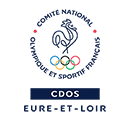 COMITÉ NATIONAL
OLYMPIQUE ET SPORTIF FRANÇAIS
CDOS
EURE-ET-LOIR